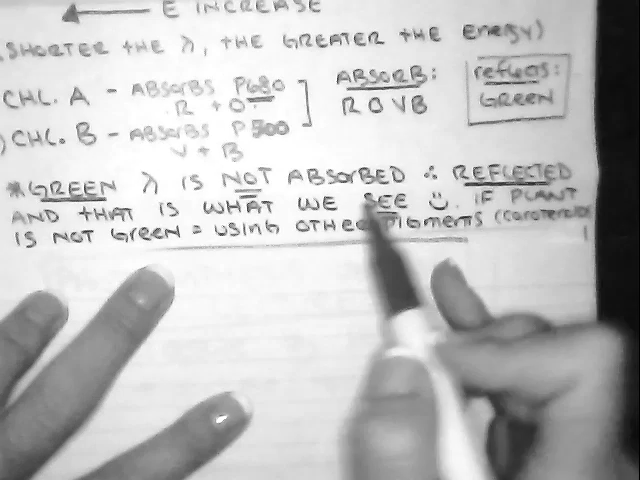 ← E INCREASE
SHORTER THE λ, THE GREATER THE ENERGY)
CHL. A - ABSORBS P680
R + O
ABSORB:
R O V B
reflects:
GREEN
) CHL. B - ABSORBS P500
V + B
*GREEN λ IS NOT ABSORBED ∴ REFLECTED
AND THAT IS WHAT WE SEE ☺. IF PLANT
IS NOT GREEN = USING OTHER PIGMENTS (carotenoids